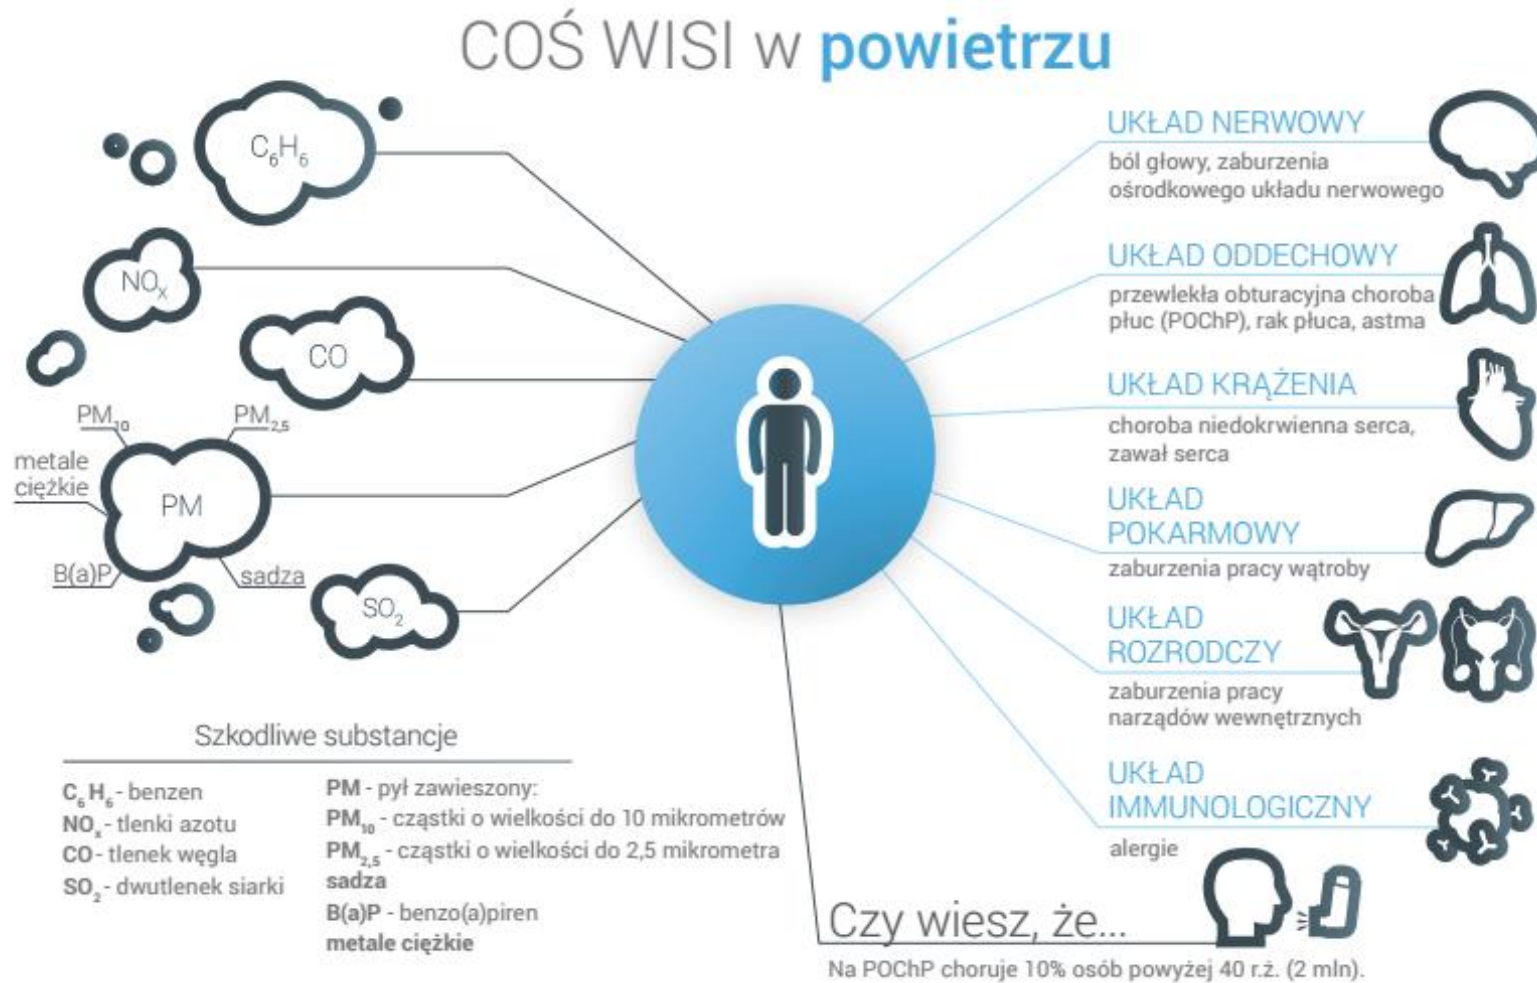 COŚ WISI w powietrzu
C₆H₆
NOₓ
CO
PM₁₀
PM₂,₅
metale
ciężkie
PM
B(a)P
sadza
SO₂
UKŁAD NERWOWY
ból głowy, zaburzenia
ośrodkowego układu nerwowego
UKŁAD ODDECHOWY
przewlekła obturacyjna choroba
płuc (POChP), rak płuca, astma
UKŁAD KRĄŻENIA
choroba niedokrwienna serca,
zawał serca
UKŁAD
POKARMOWY
zaburzenia pracy wątroby
UKŁAD
ROZRODCZY
zaburzenia pracy
narządów wewnętrznych
UKŁAD
IMMUNOLOGICZNY
alergie
Szkodliwe substancje
C₆H₆ - benzen
NOₓ - tlenki azotu
CO - tlenek węgla
SO₂ - dwutlenek siarki
PM - pył zawieszony:
PM₁₀ - cząstki o wielkości do 10 mikrometrów
PM₂,₅ - cząstki o wielkości do 2,5 mikrometra
sadza
B(a)P - benzo(a)piren
metale ciężkie
Czy wiesz, że...
Na POChP choruje 10% osób powyżej 40 r.ż. (2 mln).